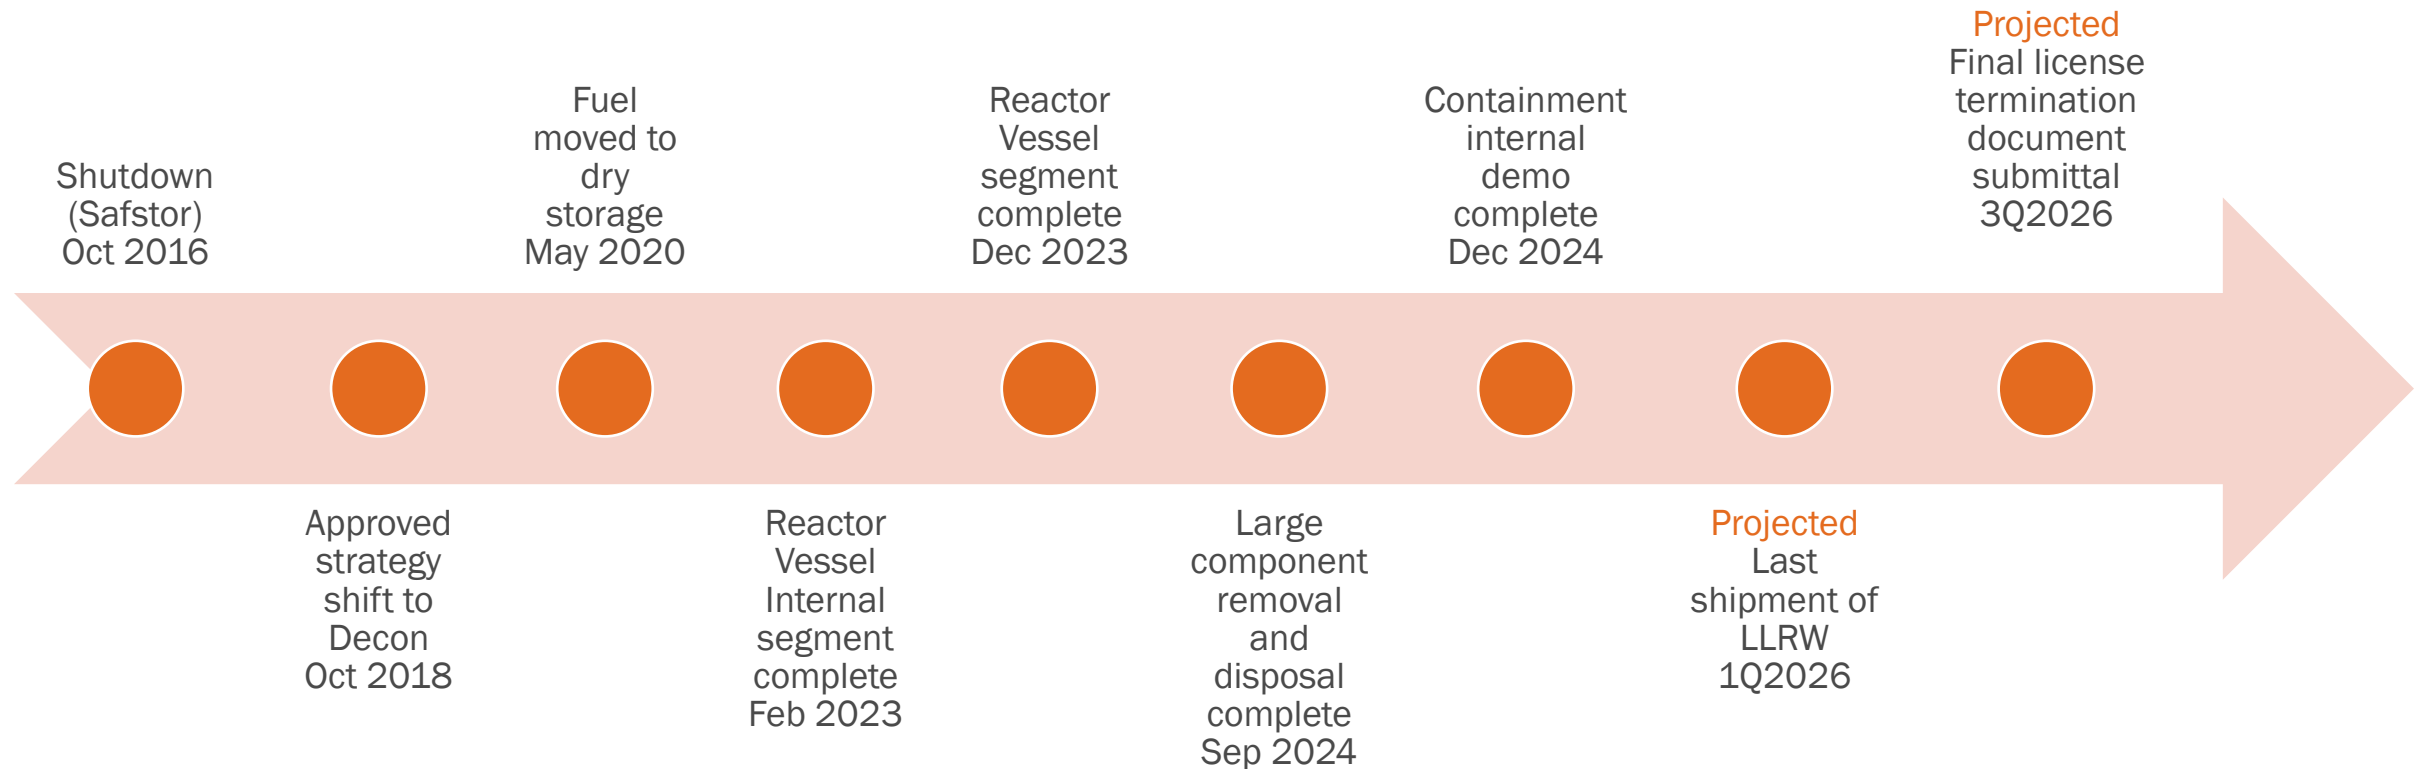 Shutdown
(Safstor)
Oct 2016
Approved
strategy
shift to
Decon
Oct 2018
Fuel
moved to
dry
storage
May 2020
Reactor
Vessel
Internal
segment
complete
Feb 2023
Reactor
Vessel
segment
complete
Dec 2023
Large
component
removal
and
disposal
complete
Sep 2024
Containment
internal
demo
complete
Dec 2024
Projected
Last
shipment of
LLRW
1Q2026
Projected
Final license
termination
document
submittal
3Q2026